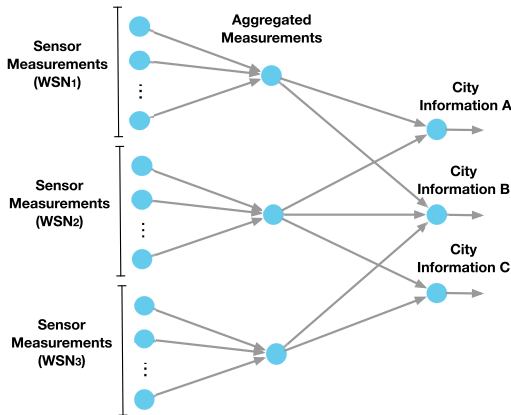 Aggregated
Measurements
Sensor
Measurements
(WSN1)
⋮
City
Information A
Sensor
Measurements
(WSN2)
⋮
City
Information B
City
Information C
Sensor
Measurements
(WSN3)
⋮